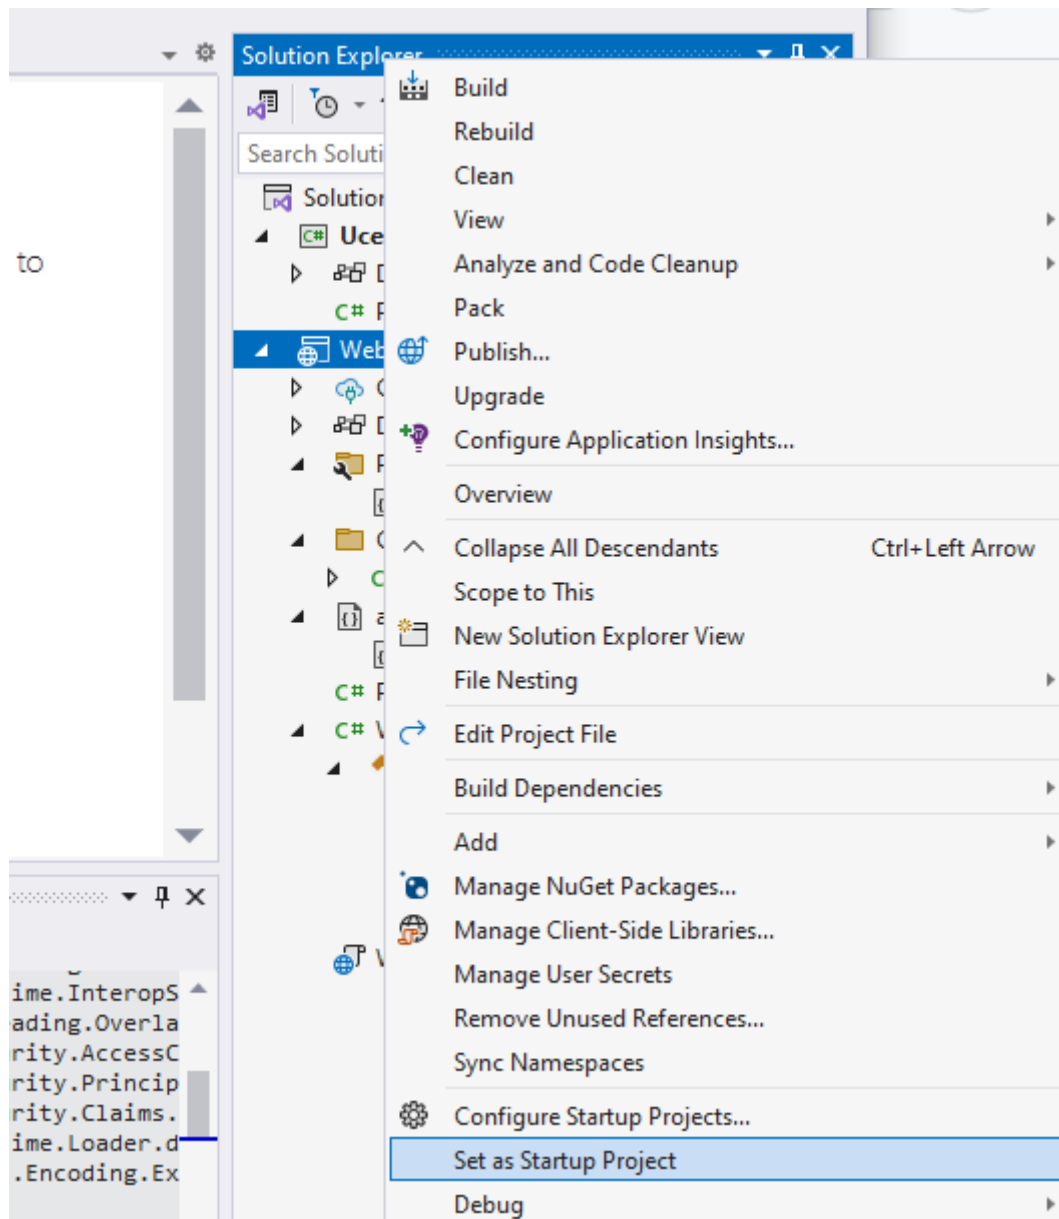 Solution Explorer
Search Soluti
Solution
C# Uce
C#
Web
C#
C#
to
Build
Rebuild
Clean
View
Analyze and Code Cleanup
Pack
Publish...
Upgrade
Configure Application Insights...
Overview
Collapse All Descendants Ctrl+Left Arrow
Scope to This
New Solution Explorer View
File Nesting
Edit Project File
Build Dependencies
Add
Manage NuGet Packages...
Manage Client-Side Libraries...
Manage User Secrets
Remove Unused References...
Sync Namespaces
Configure Startup Projects...
Set as Startup Project
Debug
ime.InteropS
ading.Overla
rity.AccessC
rity.Princip
rity.Claims.
ime.Loader.d
.Encoding.Ex